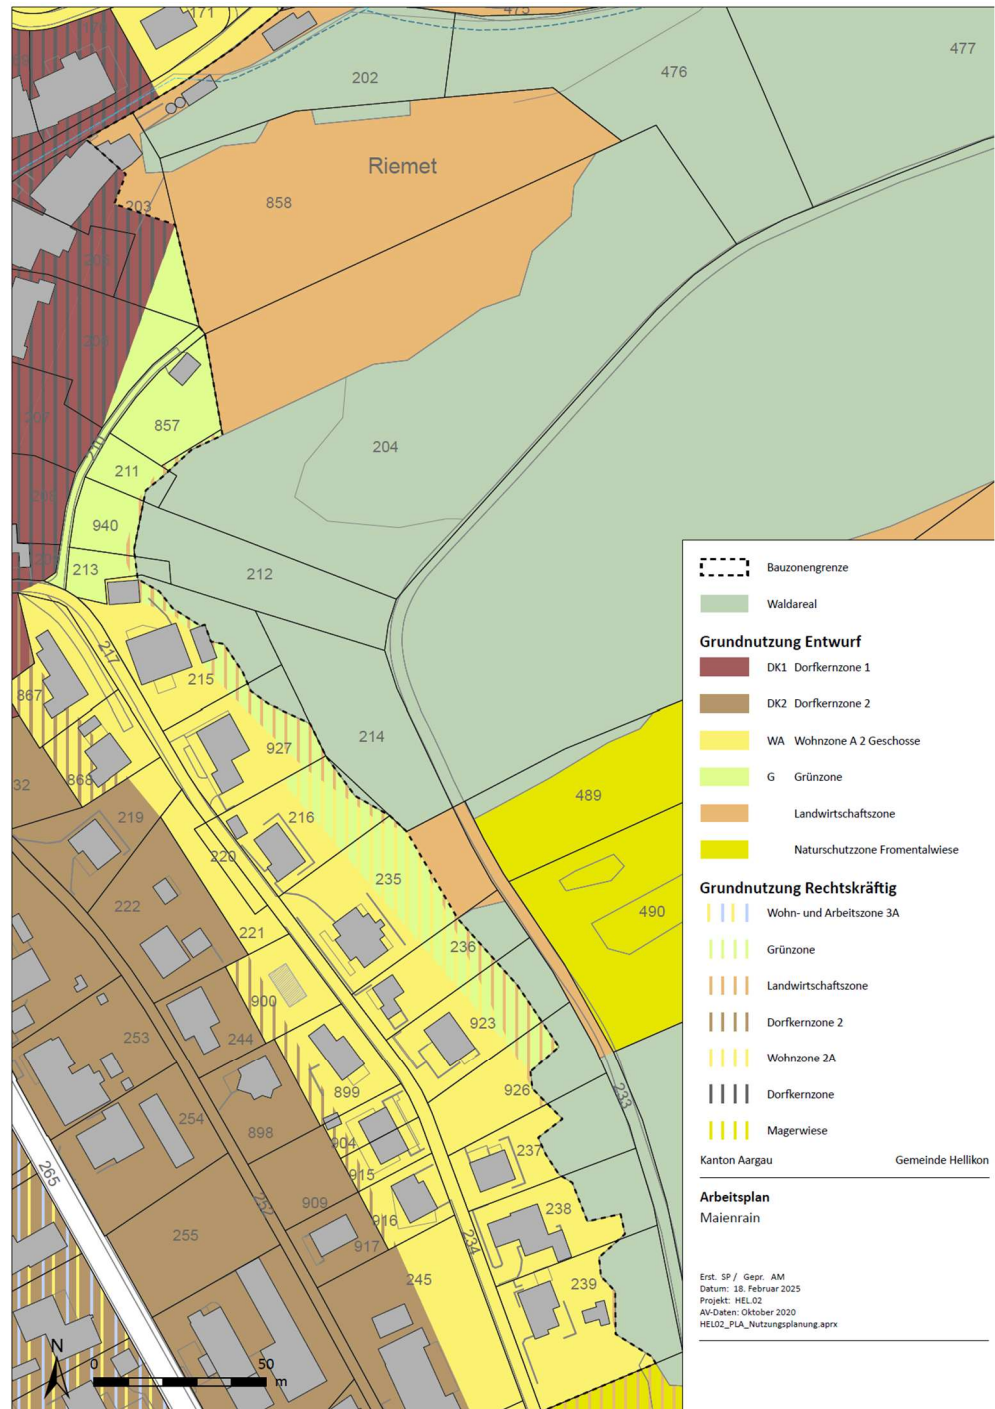 171
475
477
476
202
Riemet
858
203
206
857
204
207
210
211
940
212
213
217
215
867
927
214
868
32
216
489
219
220
235
490
222
221
236
900
923
253
244
899
926
233
254
898
904
237
915
265
909
238
252
916
255
917
234
245
239
N
0
50
m
Bauzonengrenze
Waldareal
Grundnutzung Entwurf
DK1 Dorfkernzone 1
DK2 Dorfkernzone 2
WA Wohnzone A 2 Geschosse
G Grünzone
Landwirtschaftszone
Naturschutzzone Fromentalwiese
Grundnutzung Rechtskräftig
Wohn- und Arbeitszone 3A
Grünzone
Landwirtschaftszone
Dorfkernzone 2
Wohnzone 2A
Dorfkernzone
Magerwiese
Kanton Aargau Gemeinde Hellikon
Arbeitsplan
Maienrain
Erst. SP / Gepr. AM
Datum: 18. Februar 2025
Projekt: HEL.02
AV-Daten: Oktober 2020
HEL02_PLA_Nutzungsplanung.aprx